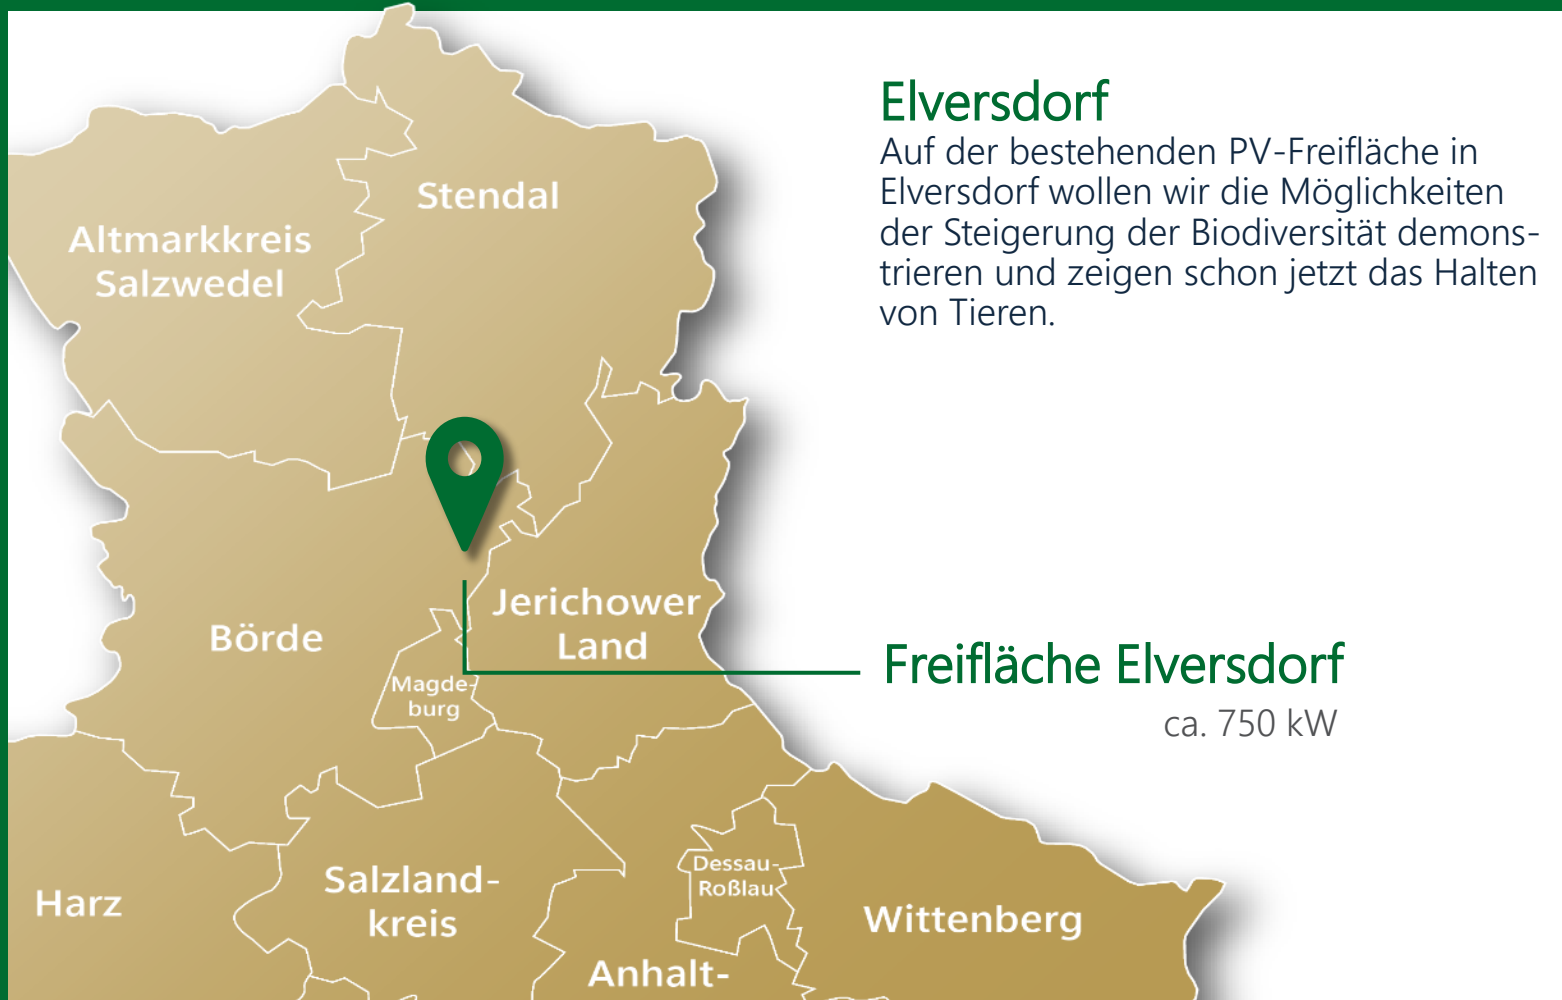 Elversdorf
Auf der bestehenden PV-Freifläche in
Elversdorf wollen wir die Möglichkeiten
der Steigerung der Biodiversität demons-
trieren und zeigen schon jetzt das Halten
von Tieren.
Stendal
Altmarkkreis
Salzwedel
Jerichower
Land
Börde
Magde-
burg
Freifläche Elversdorf
ca. 750 kW
Salzland-
kreis
Harz
Dessau-
Roßlau
Wittenberg
Anhalt-